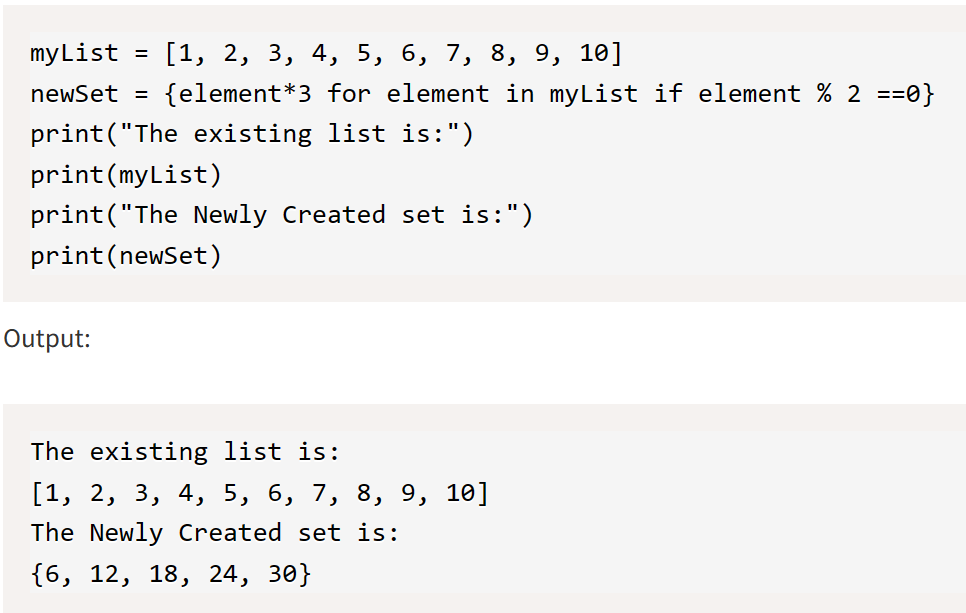 myList = [1, 2, 3, 4, 5, 6, 7, 8, 9, 10]
newSet = {element*3 for element in myList if element % 2 ==0}
print("The existing list is:")
print(myList)
print("The Newly Created set is:")
print(newSet)
Output:
The existing list is:
[1, 2, 3, 4, 5, 6, 7, 8, 9, 10]
The Newly Created set is:
{6, 12, 18, 24, 30}